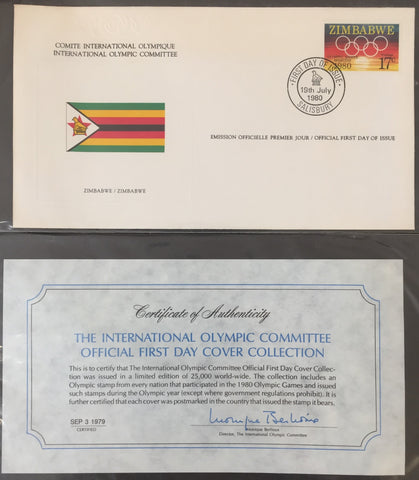 COMITE INTERNATIONAL OLYMPIQUE
INTERNATIONAL OLYMPIC COMMITTEE
ZIMBABWE
1980
17c
FIRST DAY OF ISSUE
19th July
1980
SALISBURY
EMISSION OFFICIELLE PREMIER JOUR / OFFICIAL FIRST DAY OF ISSUE
ZIMBABWE / ZIMBABWE
Certificate of Authenticity
THE INTERNATIONAL OLYMPIC COMMITTEE
OFFICIAL FIRST DAY COVER COLLECTION
This is to certify that The International Olympic Committee Official First Day Cover Collec-
tion was issued in a limited edition of 25,000 world-wide. The collection includes an
Olympic stamp from every nation that participated in the 1980 Olympic Games and issued
such stamps during the Olympic year (except where government regulations prohibit). It is
further certified that each cover was postmarked in the country that issued the stamp it bears.
SEP 3 1979
CERTIFIED
Monique Berlioux
Monique Berlioux
Director, The International Olympic Committee